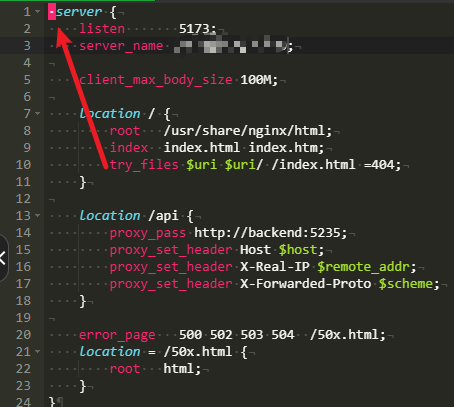 1 server {
2 listen 5173;
3 server_name ;
4
5 client_max_body_size 100M;
6
7 location / {
8 root /usr/share/nginx/html;
9 index index.html index.htm;
10 try_files $uri $uri/ /index.html =404;
11 }
12
13 location /api {
14 proxy_pass http://backend:5235;
15 proxy_set_header Host $host;
16 proxy_set_header X-Real-IP $remote_addr;
17 proxy_set_header X-Forwarded-Proto $scheme;
18 }
19
20 error_page 500 502 503 504 /50x.html;
21 location = /50x.html {
22 root html;
23 }
24 }